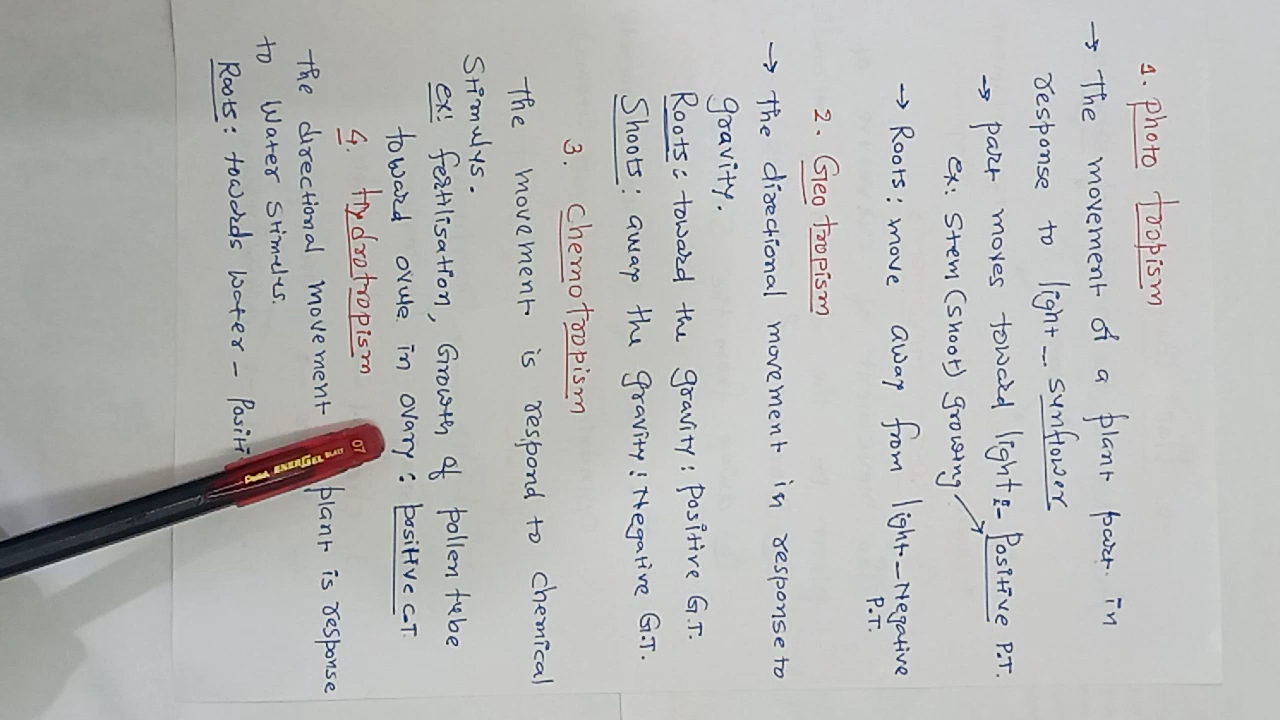 1. Photo tropism
→ The movement of a plant part in
response to light - sunflower
→ part moves toward light:- Positive P.T.
ex: Stem (shoot) growing
→ Roots: move away from light - Negative
P.T.
2. Geo tropism
→ The directional movement in response to
gravity.
Roots: toward the gravity: positive G.T.
Shoots: away the gravity: Negative G.T.
3. Chemotropism
The movement is respond to chemical
Stimulus.
ex: fertilisation, Growth of pollen tube
toward ovule in ovary: positive C.T.
4. Hydrotropism
The directional movement plant is response
to Water Stimulus.
Roots: towards water - Posit
Pentel ENERGEL 07